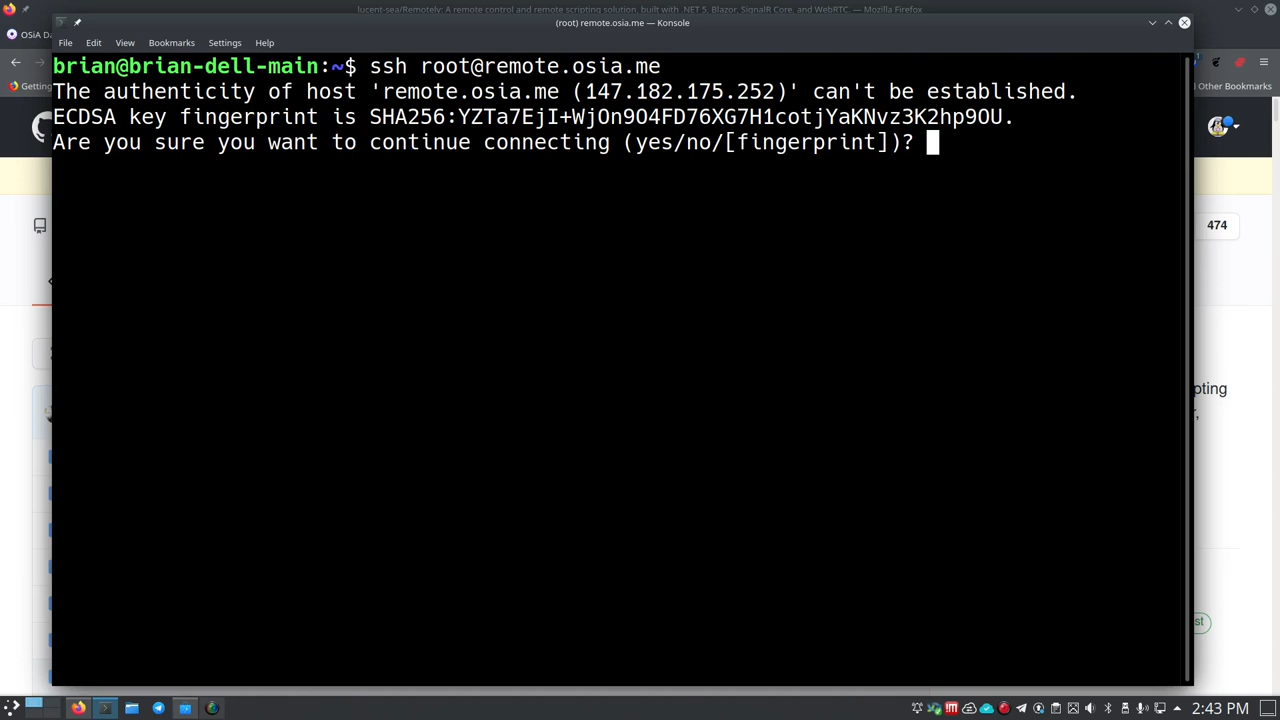 lucent-sea/Remotely: A remote control and remote scripting solution, built with .NET 5, Blazor, SignalR Core, and WebRTC. — Mozilla Firefox
(root) remote.osia.me — Konsole
OSiA Da
File Edit View Bookmarks Settings Help
Getting
Other Bookmarks
brian@brian-dell-main:~$ ssh root@remote.osia.me
The authenticity of host 'remote.osia.me (147.182.175.252)' can't be established.
ECDSA key fingerprint is SHA256:YZTa7EjI+WjOn9O4FD76XG7H1cotjYaKNvz3K2hp9OU.
Are you sure you want to continue connecting (yes/no/[fingerprint])?
474
pting
r,
st
2:43 PM